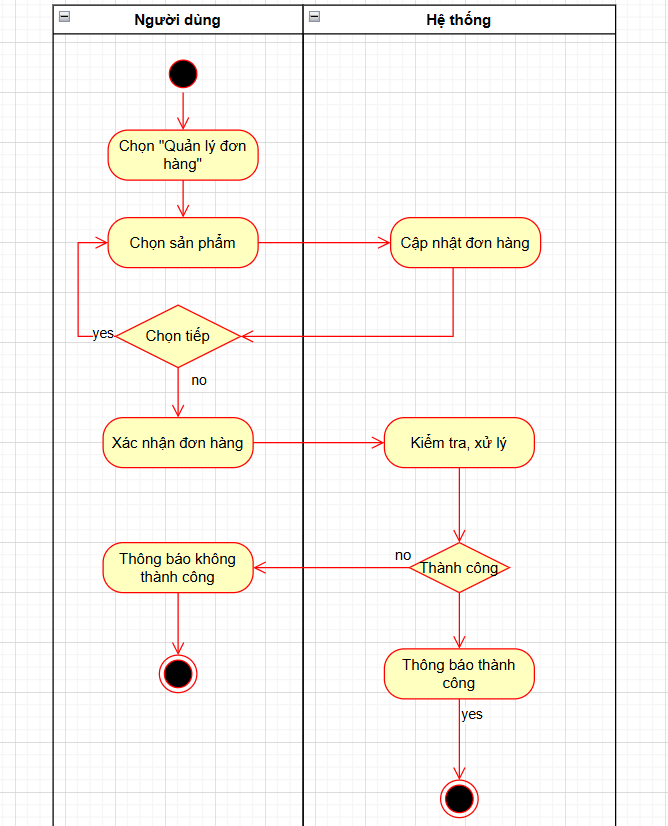 Người dùng
Hệ thống
Chọn "Quản lý đơn
hàng"
Chọn sản phẩm
Cập nhật đơn hàng
yes
Chọn tiếp
no
Xác nhận đơn hàng
Kiểm tra, xử lý
no
Thông báo không
thành công
Thành công
Thông báo thành
công
yes